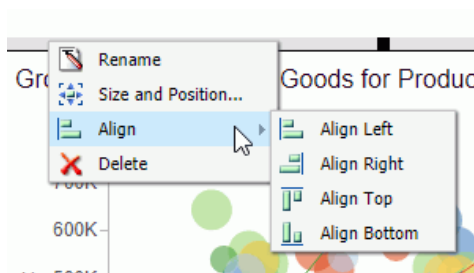 Rename
Gro Goods for Produc
Size and Position...
Align
Align Left
Delete
Align Right
700K
Align Top
600K
Align Bottom